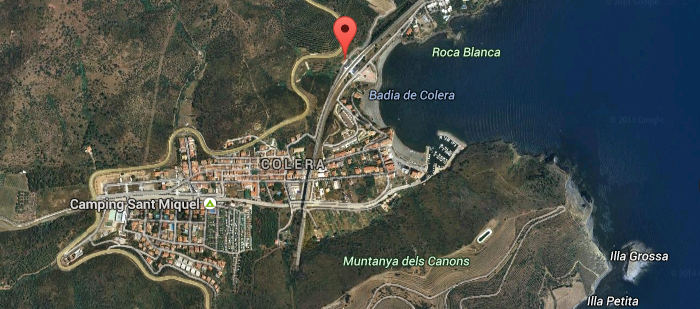 Roca Blanca
Badia de Colera
COLERA
Camping Sant Miquel
Muntanya dels Canons
Illa Grossa
Illa Petita